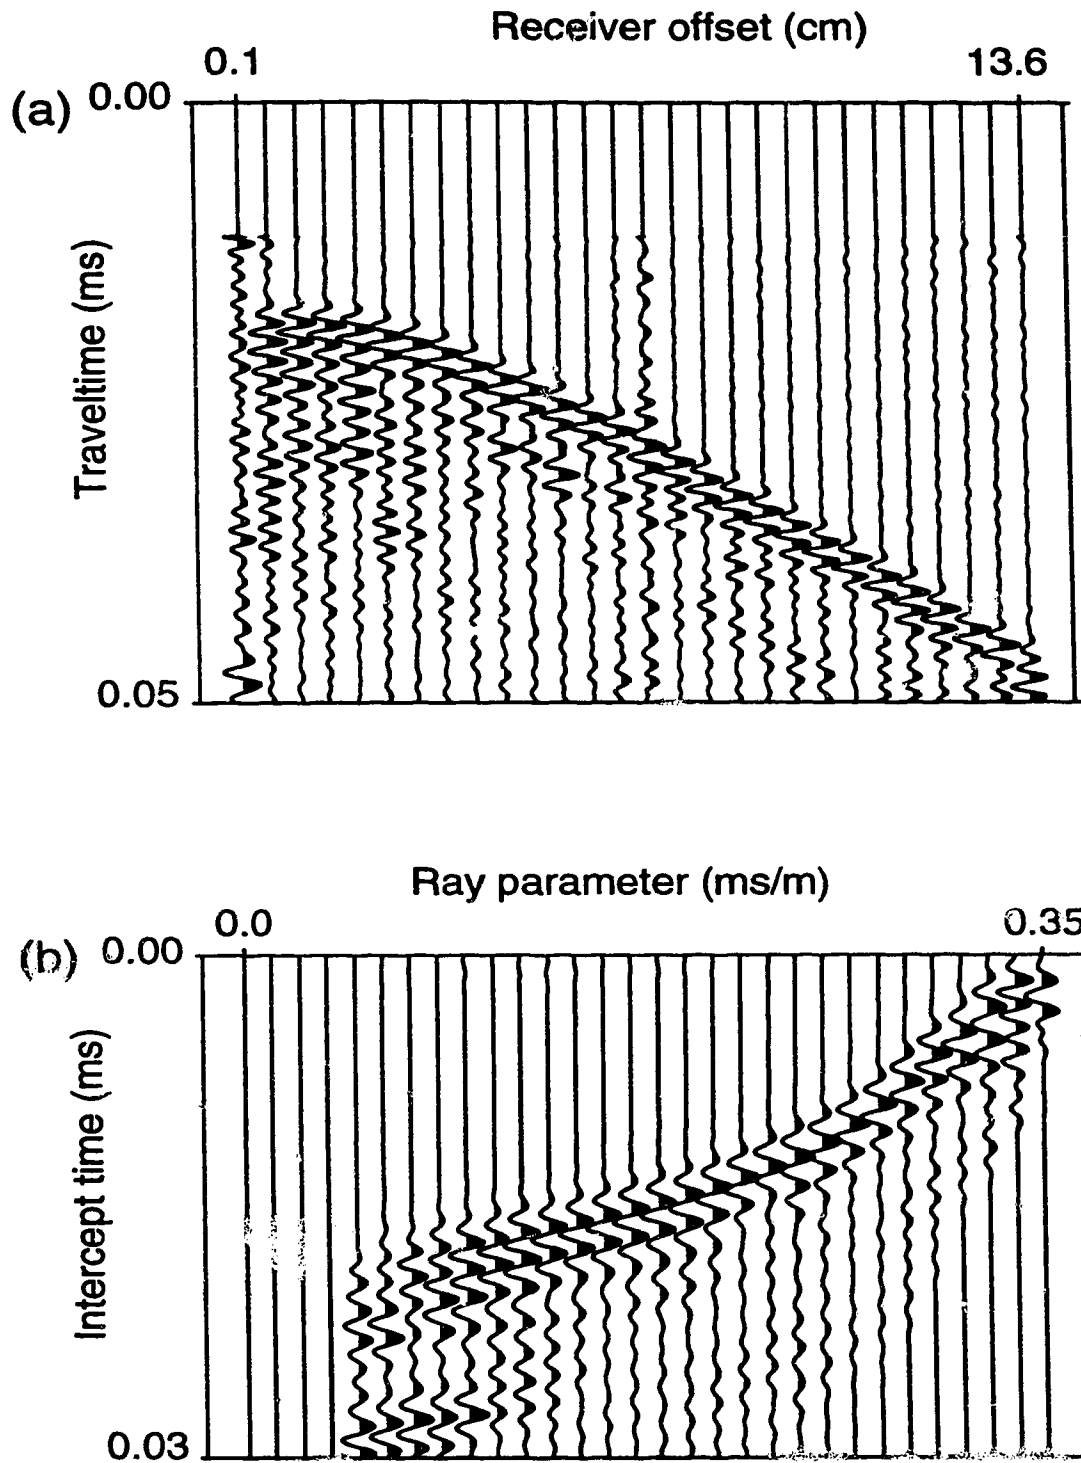 Receiver offset (cm)
0.1 13.6
(a) 0.00
Traveltime (ms)
0.05
Ray parameter (ms/m)
0.0 0.35
(b) 0.00
Intercept time (ms)
0.03